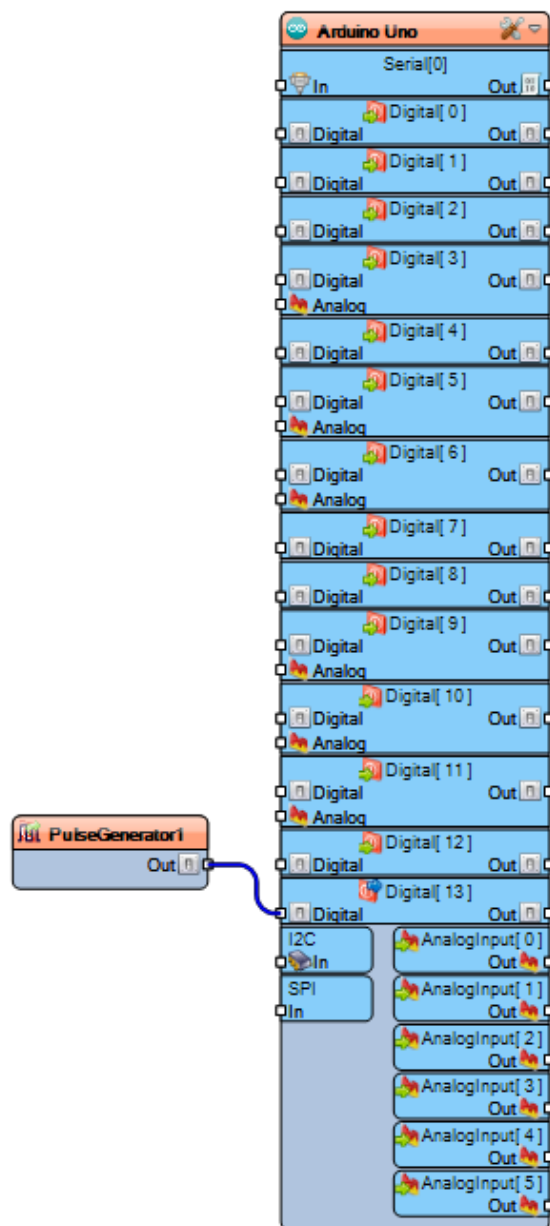 Arduino Uno
Serial[0]
In Out
Digital[ 0 ]
Digital Out
Digital[ 1 ]
Digital Out
Digital[ 2 ]
Digital Out
Digital[ 3 ]
Digital Out
Analog
Digital[ 4 ]
Digital Out
Digital[ 5 ]
Digital Out
Analog
Digital[ 6 ]
Digital Out
Analog
Digital[ 7 ]
Digital Out
Digital[ 8 ]
Digital Out
Digital[ 9 ]
Digital Out
Analog
Digital[ 10 ]
Digital Out
Analog
Digital[ 11 ]
Digital Out
Analog
PulseGenerator1
Out
Digital[ 12 ]
Digital Out
Digital[ 13 ]
Digital Out
I2C AnalogInput[ 0 ]
In Out
SPI AnalogInput[ 1 ]
In Out
AnalogInput[ 2 ]
Out
AnalogInput[ 3 ]
Out
AnalogInput[ 4 ]
Out
AnalogInput[ 5 ]
Out